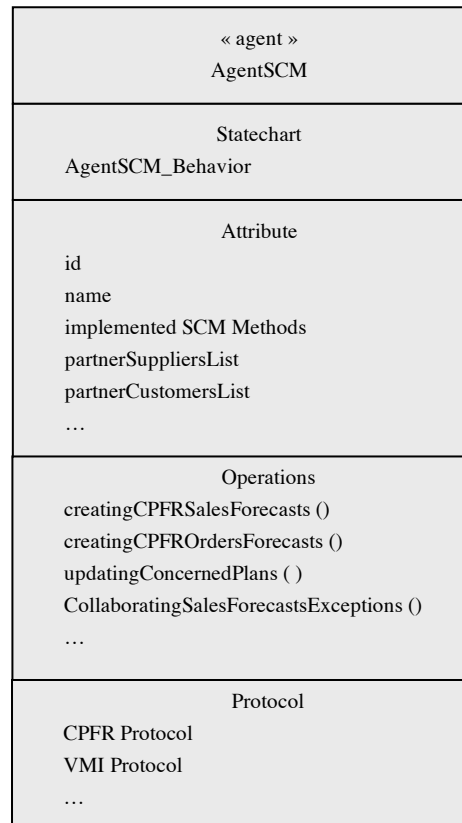 « agent »
AgentSCM
Statechart
AgentSCM_Behavior
Attribute
id
name
implemented SCM Methods
partnerSuppliersList
partnerCustomersList
…
Operations
creatingCPFRSalesForecasts ()
creatingCPFROrdersForecasts ()
updatingConcernedPlans ( )
CollaboratingSalesForecastsExceptions ()
…
Protocol
CPFR Protocol
VMI Protocol
…